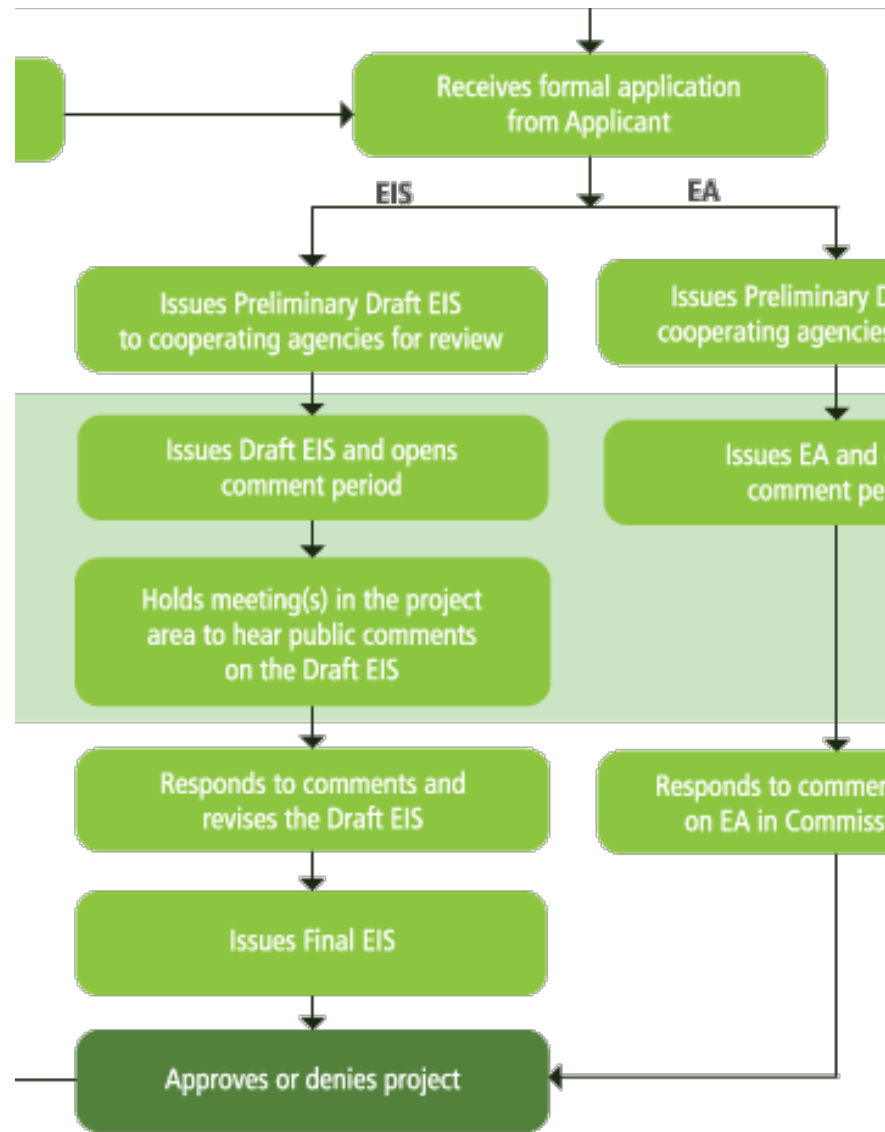 Receives formal application
from Applicant
EIS
EA
Issues Preliminary Draft EIS
to cooperating agencies for review
Issues Preliminary
cooperating agencies
Issues Draft EIS and opens
comment period
Issues EA and
comment
Holds meeting(s) in the project
area to hear public comments
on the Draft EIS
Responds to comments and
revises the Draft EIS
Responds to
on EA in
Issues Final EIS
Approves or denies project